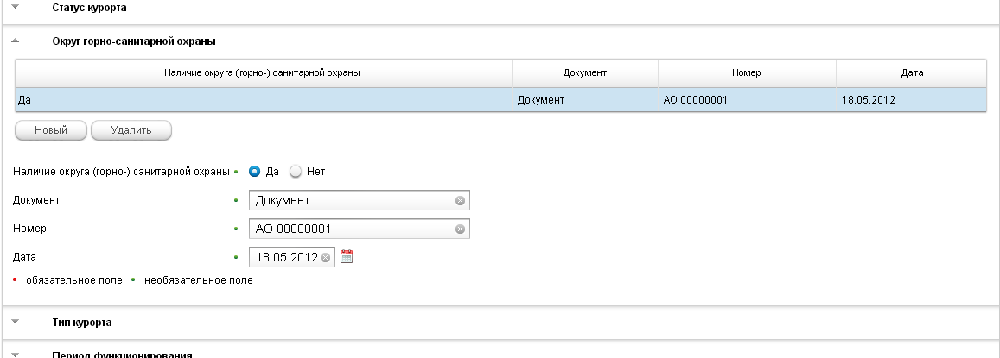 Статус курорта
Округ горно-санитарной охраны
Наличие округа (горно-) санитарной охраны Документ Номер Дата
Да Документ АО 00000001 18.05.2012
Новый Удалить
Наличие округа (горно-) санитарной охраны Да Нет
Документ Документ
Номер АО 00000001
Дата 18.05.2012
обязательное поле необязательное поле
Тип курорта
Период функционирования